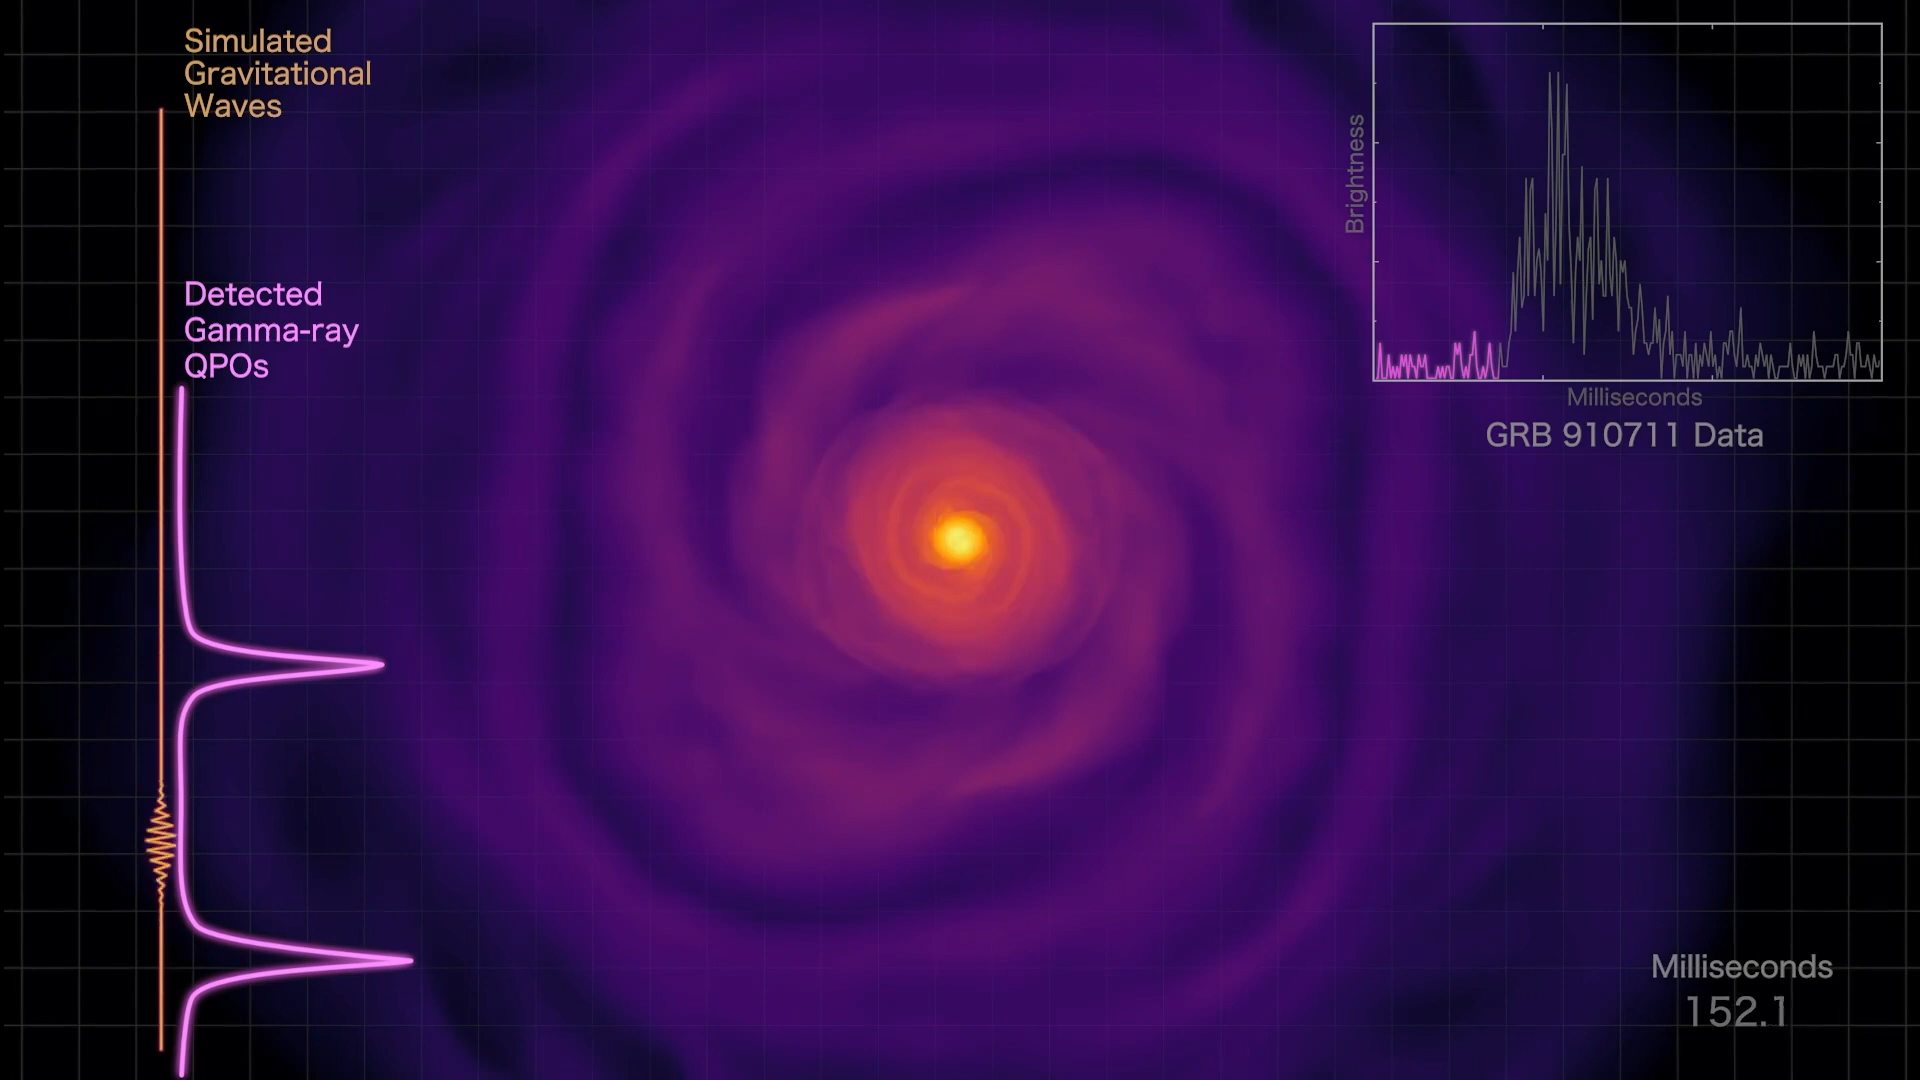 Simulated
Gravitational
Waves
Detected
Gamma-ray
QPOs
Brightness
Milliseconds
GRB 910711 Data
Milliseconds
152.1